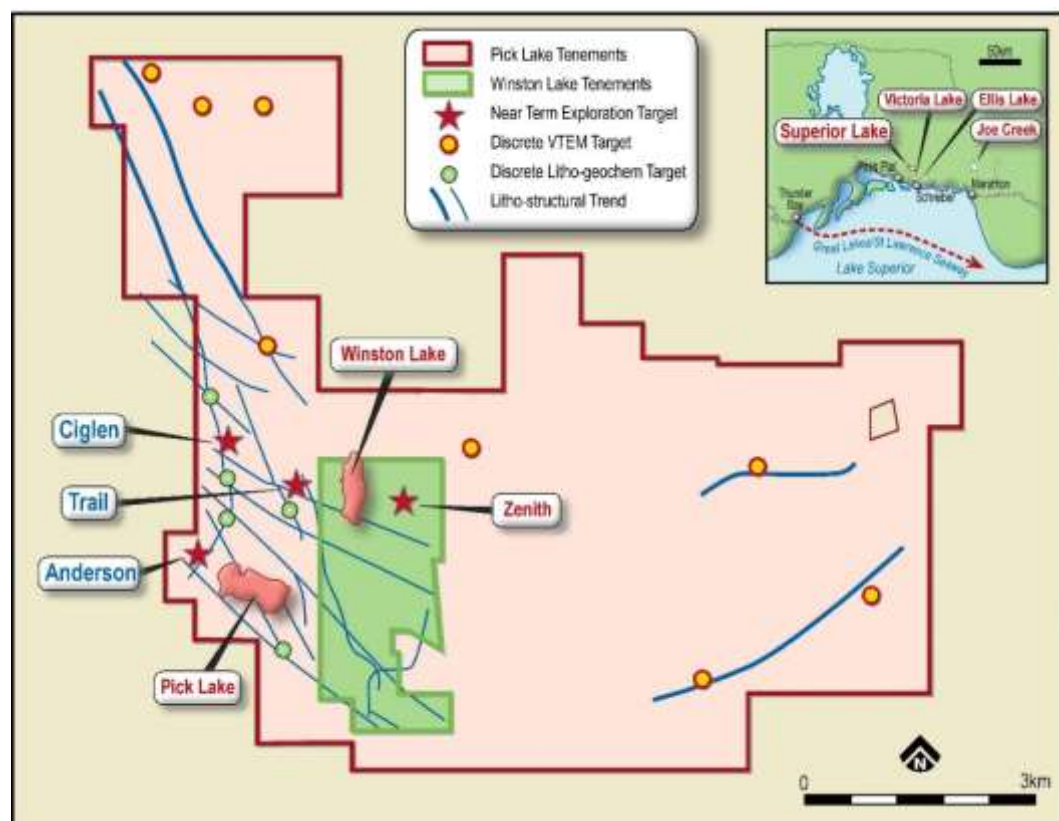 Pick Lake Tenements
Winston Lake Tenements
Near Term Exploration Target
Discrete VTEM Target
Discrete Litho-geochem Target
Litho-structural Trend
50km
Victoria Lake
Ellis Lake
Superior Lake
Joe Creek
Marathon
Schreiber
Thunder
Bay
Great Lakes/St Lawrence Seaway
Lake Superior
Winston Lake
Ciglen
Trail
Zenith
Anderson
Pick Lake
N
0
3km